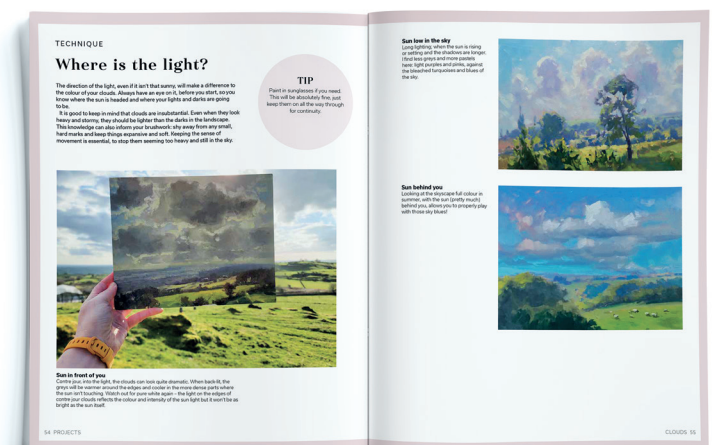 TECHNIQUE
Where is the light?
The direction of the light, even if it isn't that sunny, will make a difference to
the colour of your clouds. Always have an eye on it, before you start, so you
know where the sun is headed and where your lights and darks are going
to be.
It is good to keep in mind that clouds are insubstantial. Even when they look
heavy and stormy, they should be lighter than the darks in the landscape.
This knowledge can also inform your brushwork: shy away from any small,
hard marks and keep things expansive and soft. Keeping the sense of
movement is essential, to stop them seeming too heavy and still in the sky.
TIP
Paint in sunglasses if you need.
This will be absolutely fine, just
keep them on all the way through
for continuity.
Sun in front of you
Contre jour, into the light, the clouds can look quite dramatic. When back-lit, the
greys will be warmer around the edges and cooler in the more dense parts where
the sun isn't touching. Watch out for pure white again – the light on the edges of
contre jour clouds reflects the colour and intensity of the sun light but it won't be as
bright as the sun itself.
54 PROJECTS
Sun low in the sky
Long lighting, when the sun is rising
or setting and the shadows are longer.
I find less greys and more pastels
here: light purples and pinks, against
the bleached turquoises and blues of
the sky.
Sun behind you
Looking at the skyscape full colour in
summer, with the sun (pretty much)
behind you, allows you to properly play
with those sky blues!
CLOUDS 55